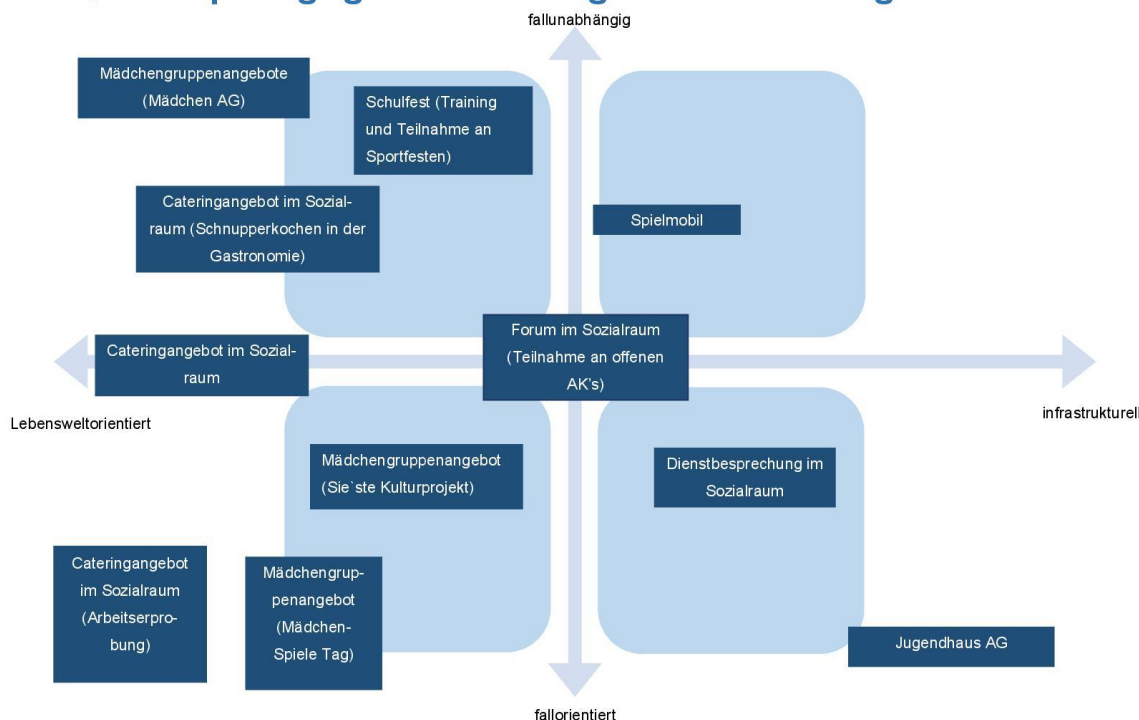 fallunabhängig
Mädchengruppenangebote
(Mädchen AG)
Schulfest (Training
und Teilnahme an
Sportfesten)
Cateringangebot im Sozial-
raum (Schnupperkochen in der
Gastronomie)
Spielmobil
Forum im Sozialraum
(Teilnahme an offenen
AK's)
Cateringangebot im Sozial-
raum
Lebensweltorientiert
infrastrukturell
Mädchengruppenangebot
(Sie`ste Kulturprojekt)
Dienstbesprechung im
Sozialraum
Cateringangebot
im Sozialraum
(Arbeitserpro-
bung)
Mädchengrup-
penangebot
(Mädchen-
Spiele Tag)
Jugendhaus AG
fallorientiert